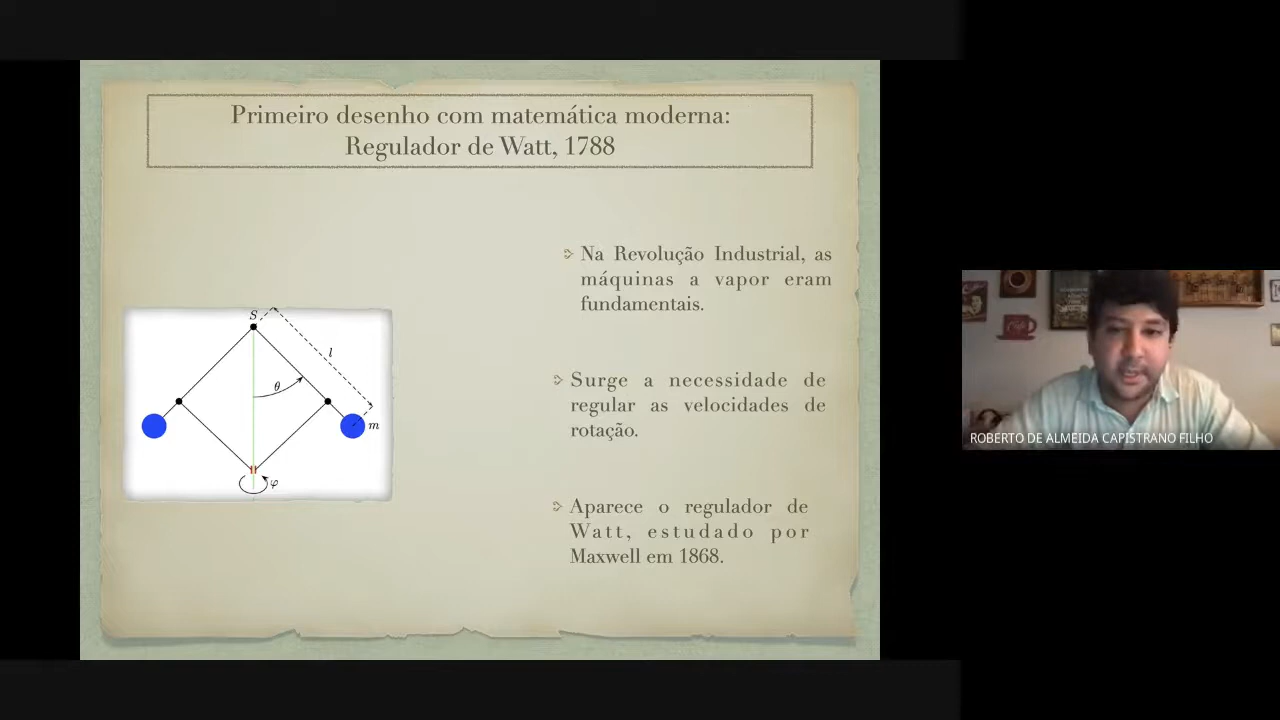 Primeiro desenho com matemática moderna:
Regulador de Watt, 1788
Na Revolução Industrial, as
máquinas a vapor eram
fundamentais.
Surge a necessidade de
regular as velocidades de
rotação.
Aparece o regulador de
Watt, estudado por
Maxwell em 1868.
S
l
θ
m
φ
ROBERTO DE ALMEIDA CAPISTRANO FILHO